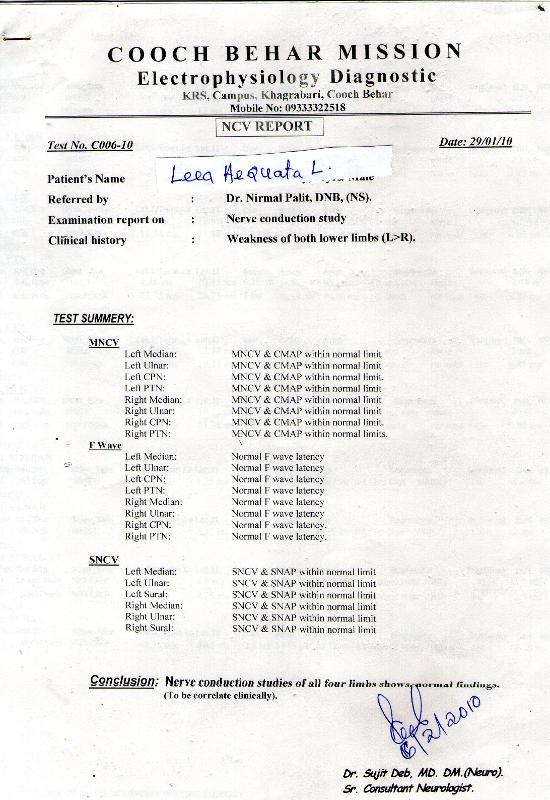 COOCH BEHAR MISSION
Electrophysiology Diagnostic
KRS, Campus, Khagrabari, Cooch Behar
Mobile No: 09333322518
NCV REPORT
Test No. C006-10 Date: 29/01/10
Patient's Name Leea Aequata L.
Referred by : Dr. Nirmal Palit, DNB, (NS).
Examination report on : Nerve conduction study
Clinical history : Weakness of both lower limbs (L>R).
TEST SUMMERY:
MNCV
Left Median: MNCV & CMAP within normal limit
Left Ulnar: MNCV & CMAP within normal limit
Left CPN: MNCV & CMAP within normal limit.
Left PTN: MNCV & CMAP within normal limit
Right Median: MNCV & CMAP within normal limit
Right Ulnar: MNCV & CMAP within normal limit
Right CPN: MNCV & CMAP within normal limit.
Right PTN: MNCV & CMAP within normal limits.
F Wave
Left Median: Normal F wave latency
Left Ulnar: Normal F wave latency
Left CPN: Normal F wave latency
Left PTN: Normal F wave latency
Right Median: Normal F wave latency
Right Ulnar: Normal F wave latency
Right CPN: Normal F wave latency.
Right PTN: Normal F wave latency.
SNCV
Left Median: SNCV & SNAP within normal limit
Left Ulnar: SNCV & SNAP within normal limit
Left Sural: SNCV & SNAP within normal limit
Right Median: SNCV & SNAP within normal limit
Right Ulnar: SNCV & SNAP within normal limit
Right Sural: SNCV & SNAP within normal limit
Conclusion: Nerve conduction studies of all four limbs shows normal findings.
(To be correlate clinically).
6/2/2010
Dr. Sujit Deb, MD. DM.(Neuro).
Sr. Consultant Neurologist.